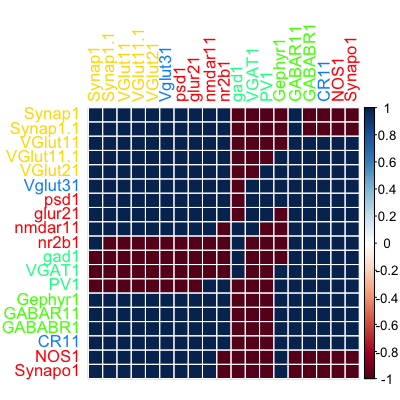 Synap1
Synap1.1
VGlut11
VGlut11.1
VGlut21
Vglut31
psd1
glur21
nmdar11
nr2b1
gad1
VGAT1
PV1
Gephyr1
GABAR11
GABABR1
CR11
NOS1
Synapo1
Synap1
Synap1.1
VGlut11
VGlut11.1
VGlut21
Vglut31
psd1
glur21
nmdar11
nr2b1
gad1
VGAT1
PV1
Gephyr1
GABAR11
GABABR1
CR11
NOS1
Synapo1
1
0.8
0.6
0.4
0.2
0
-0.2
-0.4
-0.6
-0.8
-1